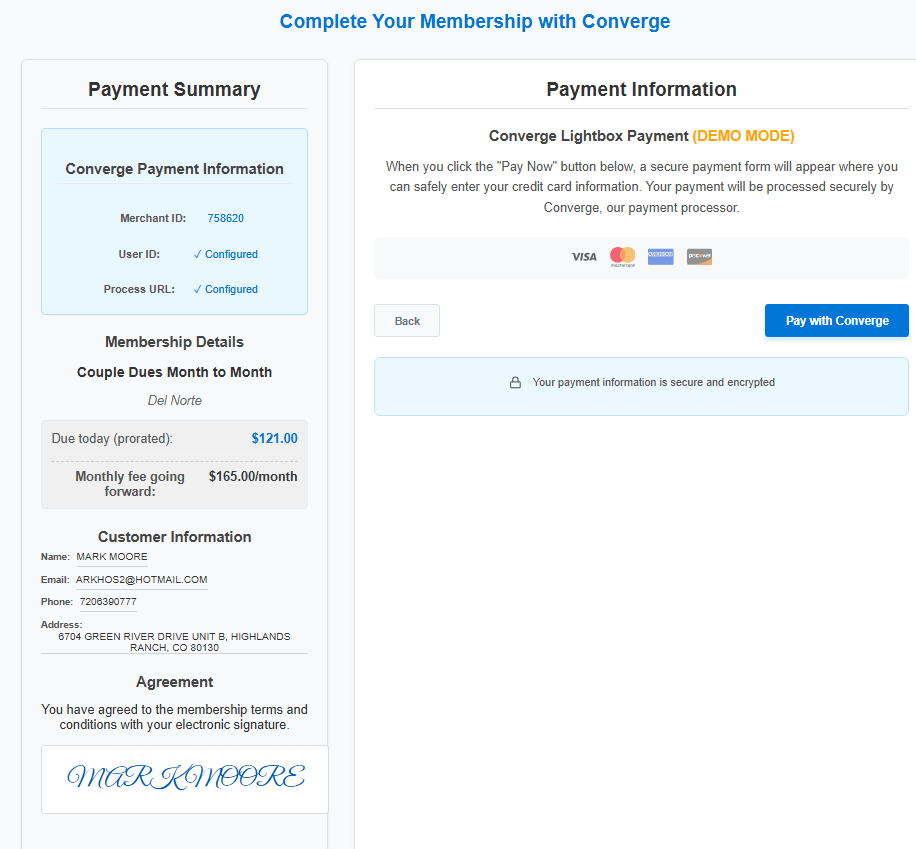 Complete Your Membership with Converge
Payment Summary
Converge Payment Information
Merchant ID: 758620
User ID: ✓ Configured
Process URL: ✓ Configured
Membership Details
Couple Dues Month to Month
Del Norte
Due today (prorated): $121.00
Monthly fee going $165.00/month
forward:
Customer Information
Name: MARK MOORE
Email: ARKHOS2@HOTMAIL.COM
Phone: 7206390777
Address:
6704 GREEN RIVER DRIVE UNIT B, HIGHLANDS
RANCH, CO 80130
Agreement
You have agreed to the membership terms and
conditions with your electronic signature.
MARK MOORE
Payment Information
Converge Lightbox Payment (DEMO MODE)
When you click the "Pay Now" button below, a secure payment form will appear where you
can safely enter your credit card information. Your payment will be processed securely by
Converge, our payment processor.
VISA mastercard DISCOVER
Back
Pay with Converge
Your payment information is secure and encrypted